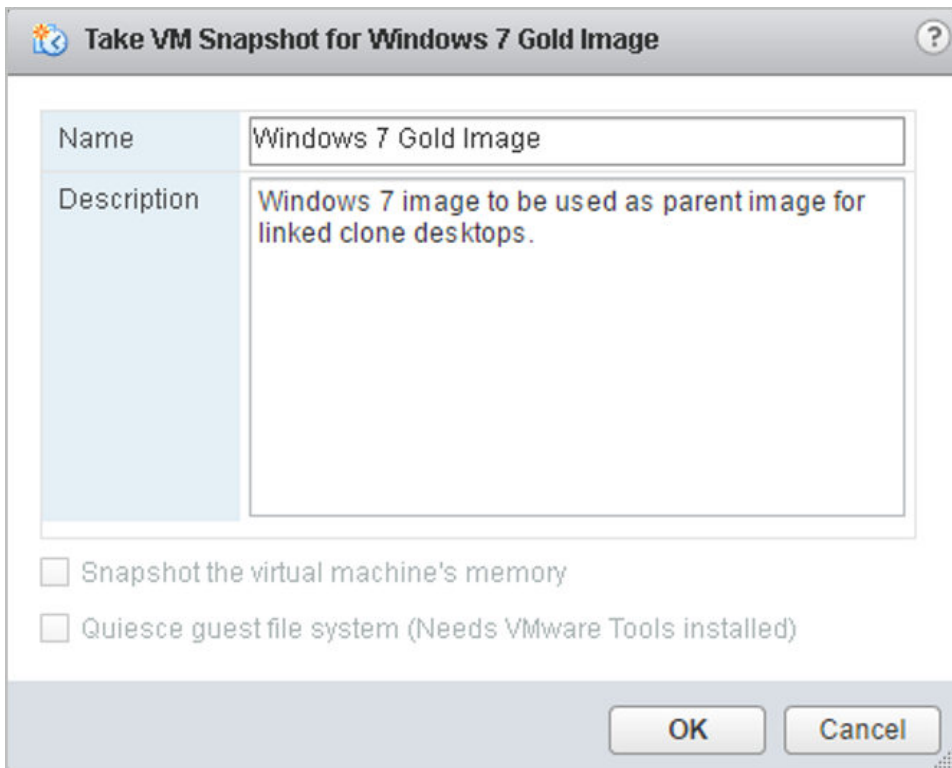 Take VM Snapshot for Windows 7 Gold Image
?
Name
Windows 7 Gold Image
Description
Windows 7 image to be used as parent image for
linked clone desktops.
Snapshot the virtual machine's memory
Quiesce guest file system (Needs VMware Tools installed)
OK
Cancel